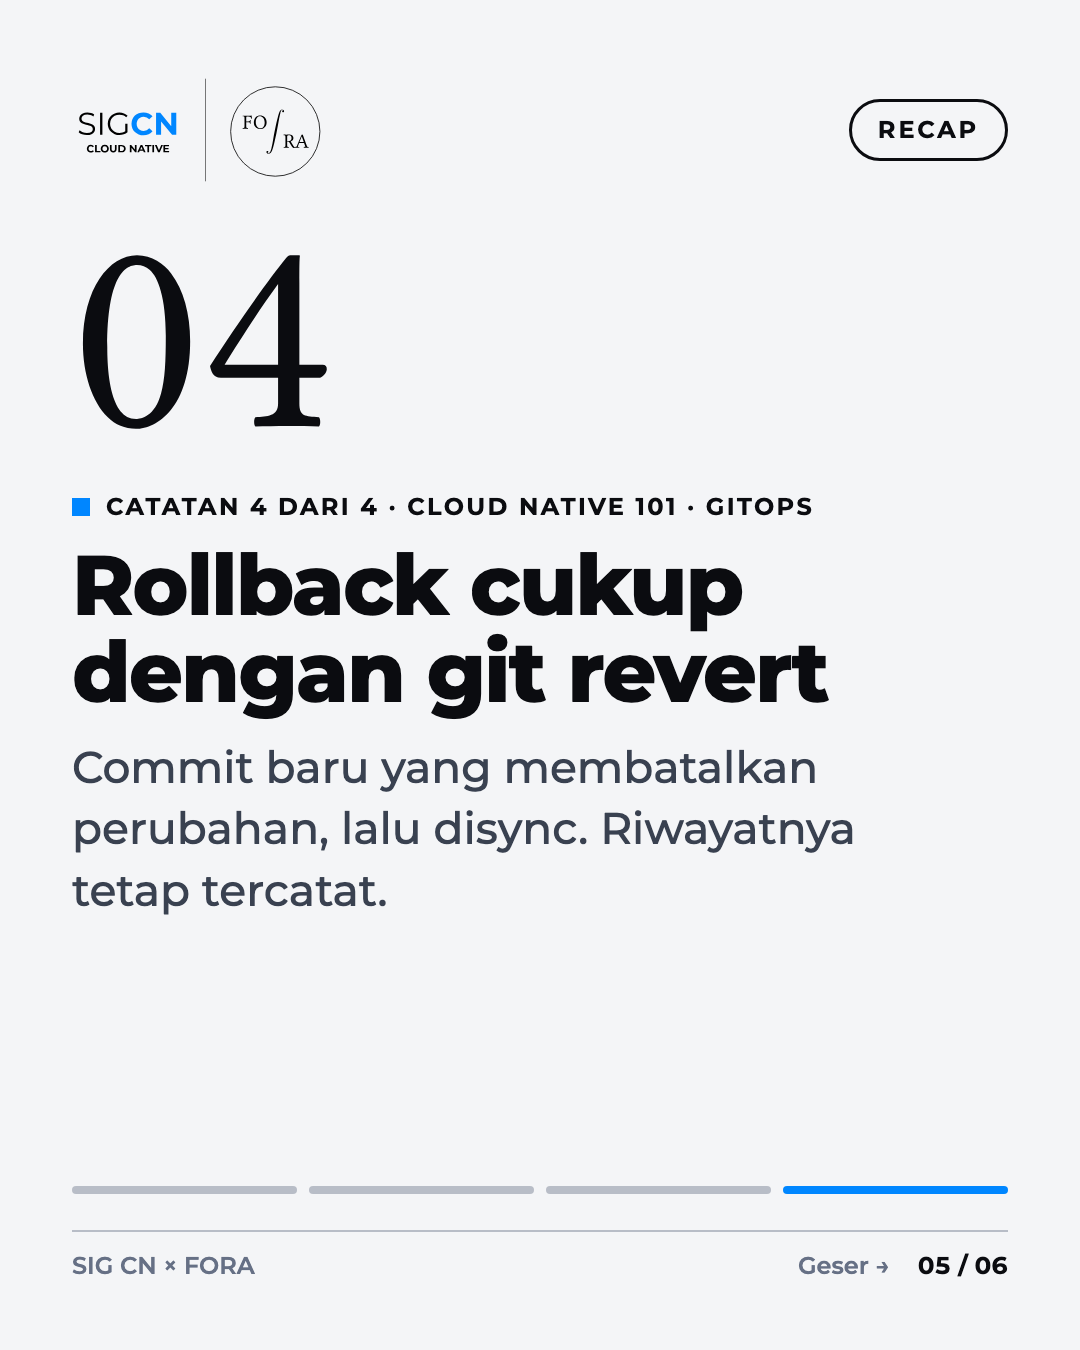 SIGCN
CLOUD NATIVE
FO RA
RECAP
04
CATATAN 4 DARI 4 · CLOUD NATIVE 101 · GITOPS
Rollback cukup
dengan git revert
Commit baru yang membatalkan
perubahan, lalu disync. Riwayatnya
tetap tercatat.
SIG CN × FORA
Geser → 05 / 06